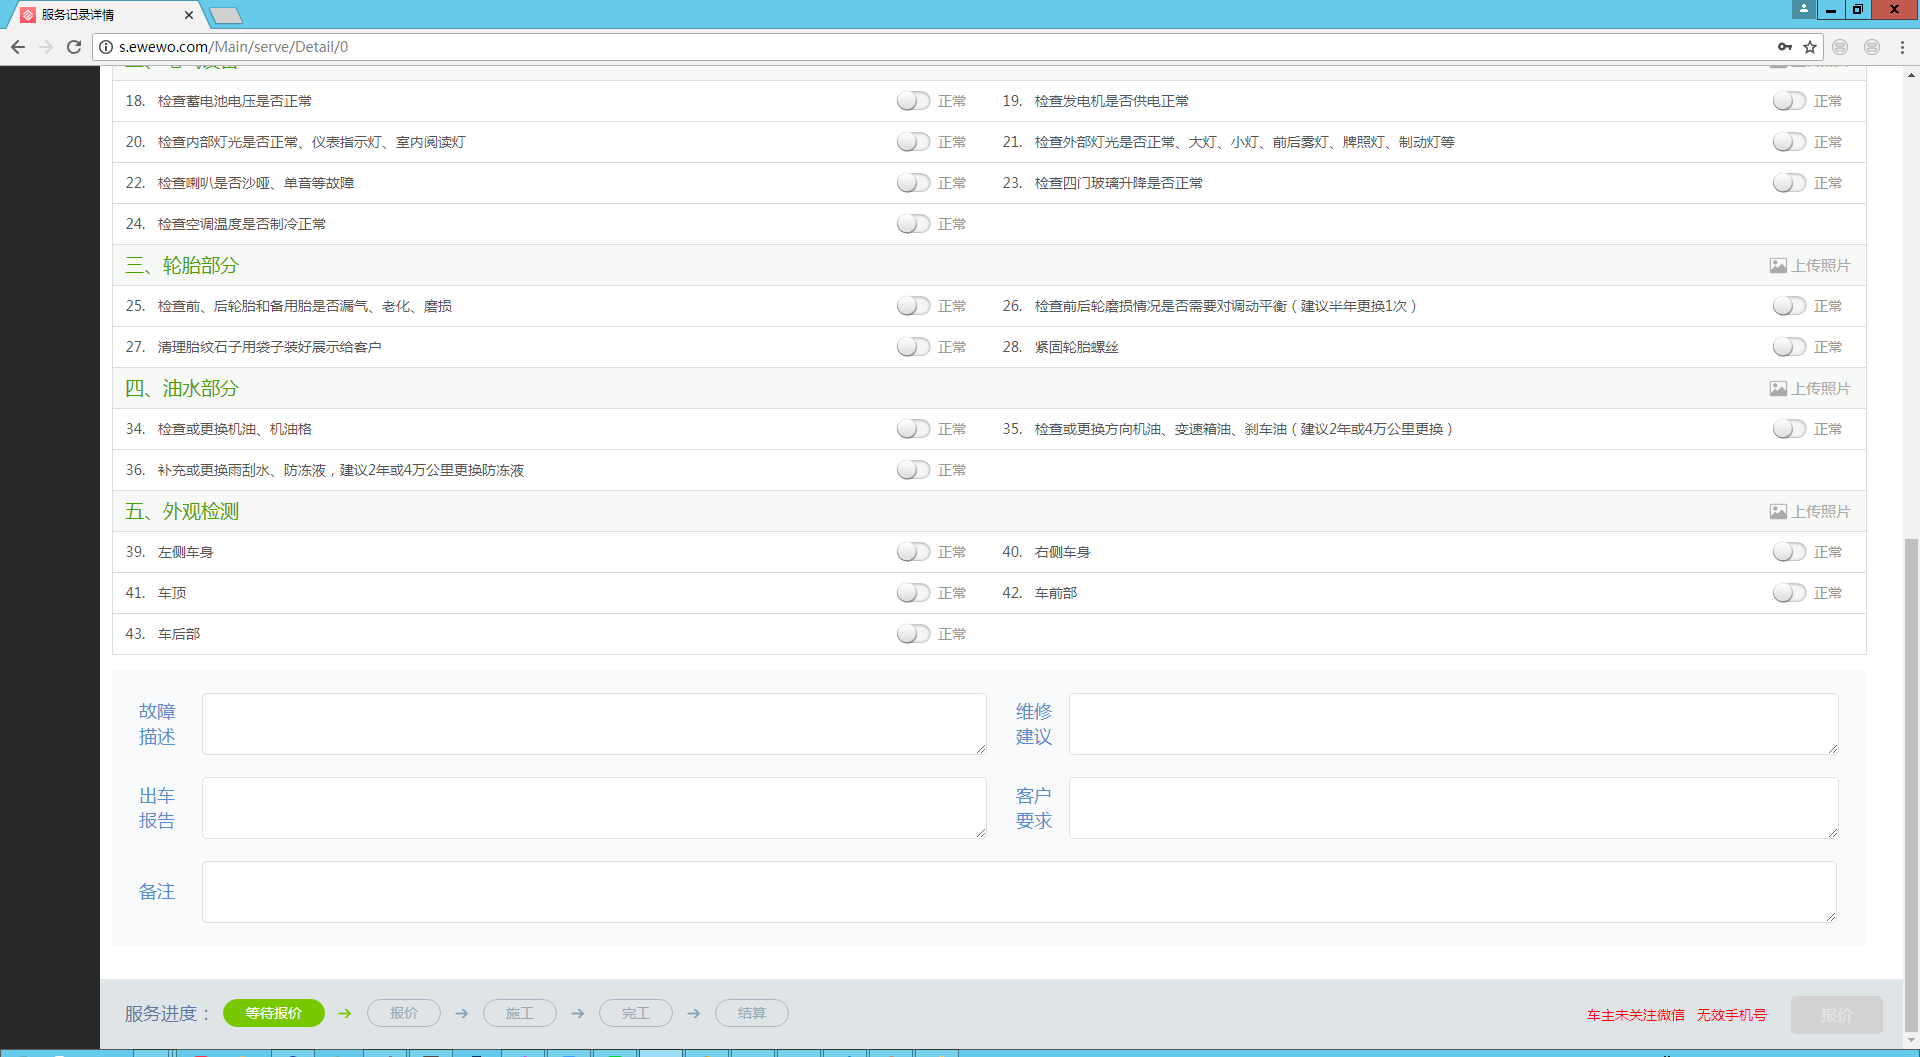 服务记录详情
s.ewewo.com/Main/serve/Detail/0
18. 检查蓄电池电压是否正常 正常 19. 检查发电机是否供电正常 正常
20. 检查内部灯光是否正常、仪表指示灯、室内阅读灯 正常 21. 检查外部灯光是否正常、大灯、小灯、前后雾灯、牌照灯、制动灯等 正常
22. 检查喇叭是否沙哑、单音等故障 正常 23. 检查四门玻璃升降是否正常 正常
24. 检查空调温度是否制冷正常 正常
三、轮胎部分 上传照片
25. 检查前、后轮胎和备用胎是否漏气、老化、磨损 正常 26. 检查前后轮磨损情况是否需要对调动平衡（建议半年更换1次） 正常
27. 清理胎纹石子用袋子装好展示给客户 正常 28. 紧固轮胎螺丝 正常
四、油水部分 上传照片
34. 检查或更换机油、机油格 正常 35. 检查或更换方向机油、变速箱油、刹车油（建议2年或4万公里更换） 正常
36. 补充或更换雨刮水、防冻液，建议2年或4万公里更换防冻液 正常
五、外观检测 上传照片
39. 左侧车身 正常 40. 右侧车身 正常
41. 车顶 正常 42. 车前部 正常
43. 车后部 正常
故障描述 维修建议
出车报告 客户要求
备注
服务进度： 等待报价 → 报价 → 施工 → 完工 → 结算 车主未关注微信 无效手机号 报价